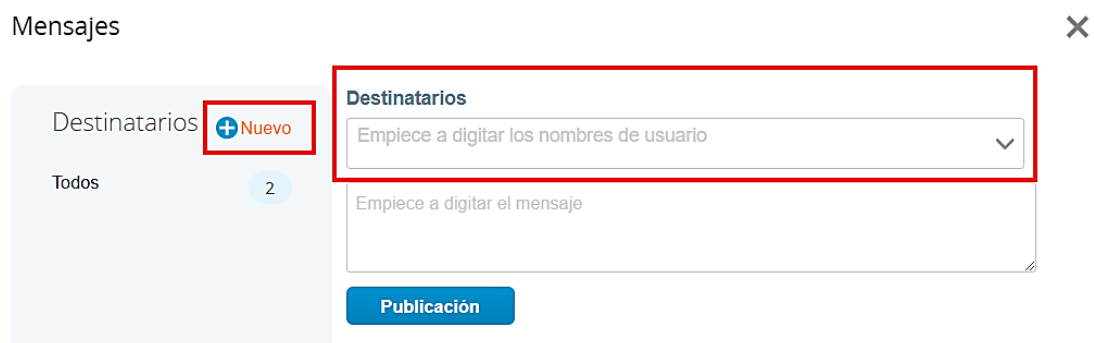 Mensajes
Destinatarios
Nuevo
Todos
2
Destinatarios
Empiece a digitar los nombres de usuario
Empiece a digitar el mensaje
Publicación